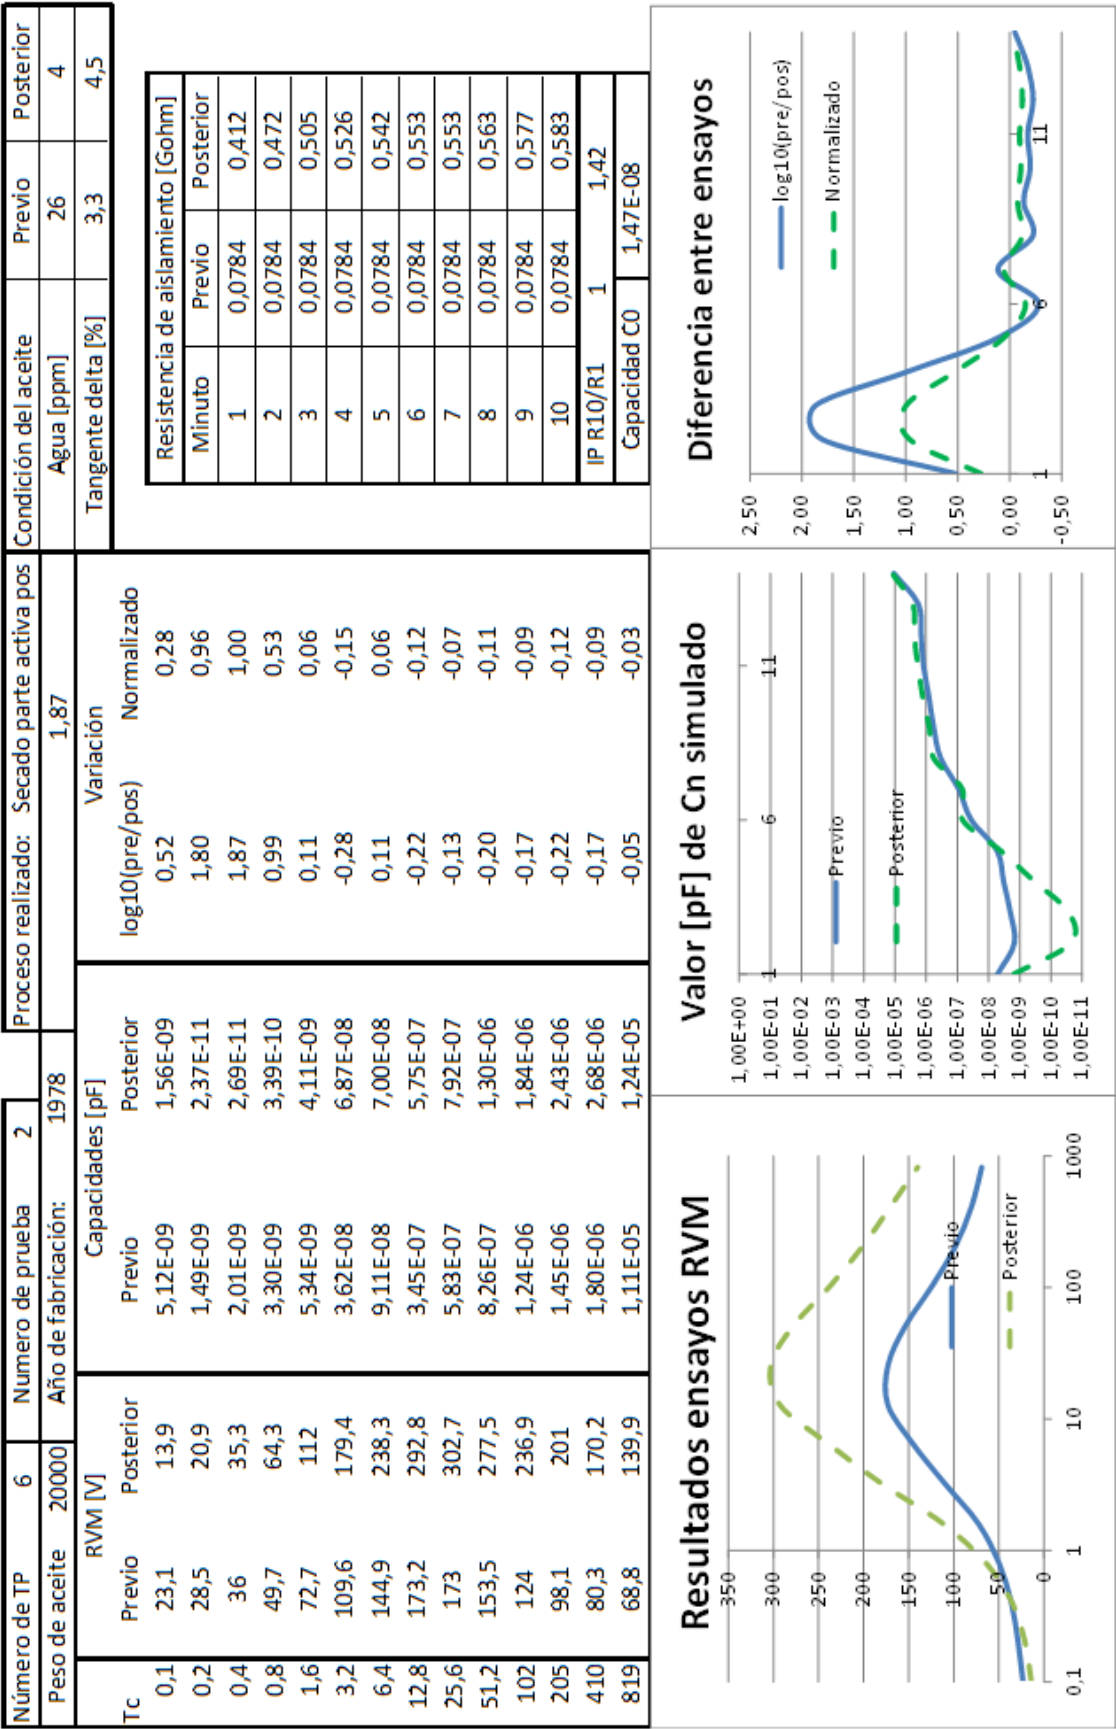 Número de TP 6 Numero de prueba 2 Proceso realizado: Secado parte activa pos Condición del aceite Previo Posterior
Peso de aceite 20000 Año de fabricación: 1978 1,87 Agua [ppm] 26 4
Tangente delta [%] 3,3 4,5
RVM [V] Capacidades [pF] Variación
Tc Previo Posterior Previo Posterior log10(pre/pos) Normalizado
0,1 23,1 13,9 5,12E-09 1,56E-09 0,52 0,28
0,2 28,5 20,9 1,49E-09 2,37E-11 1,80 0,96
0,4 36 35,3 2,01E-09 2,69E-11 1,87 1,00
0,8 49,7 64,3 3,30E-09 3,39E-10 0,99 0,53
1,6 72,7 112 5,34E-09 4,11E-09 0,11 0,06
3,2 109,6 179,4 3,62E-08 6,87E-08 -0,28 -0,15
6,4 144,9 238,3 9,11E-08 7,00E-08 0,11 0,06
12,8 173,2 292,8 3,45E-07 5,75E-07 -0,22 -0,12
25,6 173 302,7 5,83E-07 7,92E-07 -0,13 -0,07
51,2 153,5 277,5 8,26E-07 1,30E-06 -0,20 -0,11
102 124 236,9 1,24E-06 1,84E-06 -0,17 -0,09
205 98,1 201 1,45E-06 2,43E-06 -0,22 -0,12
410 80,3 170,2 1,80E-06 2,68E-06 -0,17 -0,09
819 68,8 139,9 1,11E-05 1,24E-05 -0,05 -0,03
Resistencia de aislamiento [Gohm]
Minuto Previo Posterior
1 0,0784 0,412
2 0,0784 0,472
3 0,0784 0,505
4 0,0784 0,526
5 0,0784 0,542
6 0,0784 0,553
7 0,0784 0,553
8 0,0784 0,563
9 0,0784 0,577
10 0,0784 0,583
IP R10/R1 1 1,42
Capacidad C0 1,47E-08
Resultados ensayos RVM
350
300
250
200
150
100
50
0
0,1 1 10 100 1000
Previo
Posterior
Valor [pF] de Cn simulado
1,00E+00
1,00E-01
1,00E-02
1,00E-03
1,00E-04
1,00E-05
1,00E-06
1,00E-07
1,00E-08
1,00E-09
1,00E-10
1,00E-11
1 6 11
Previo
Posterior
Diferencia entre ensayos
2,50
2,00
1,50
1,00
0,50
0,00
-0,50
1 6 11
log10(pre/pos)
Normalizado